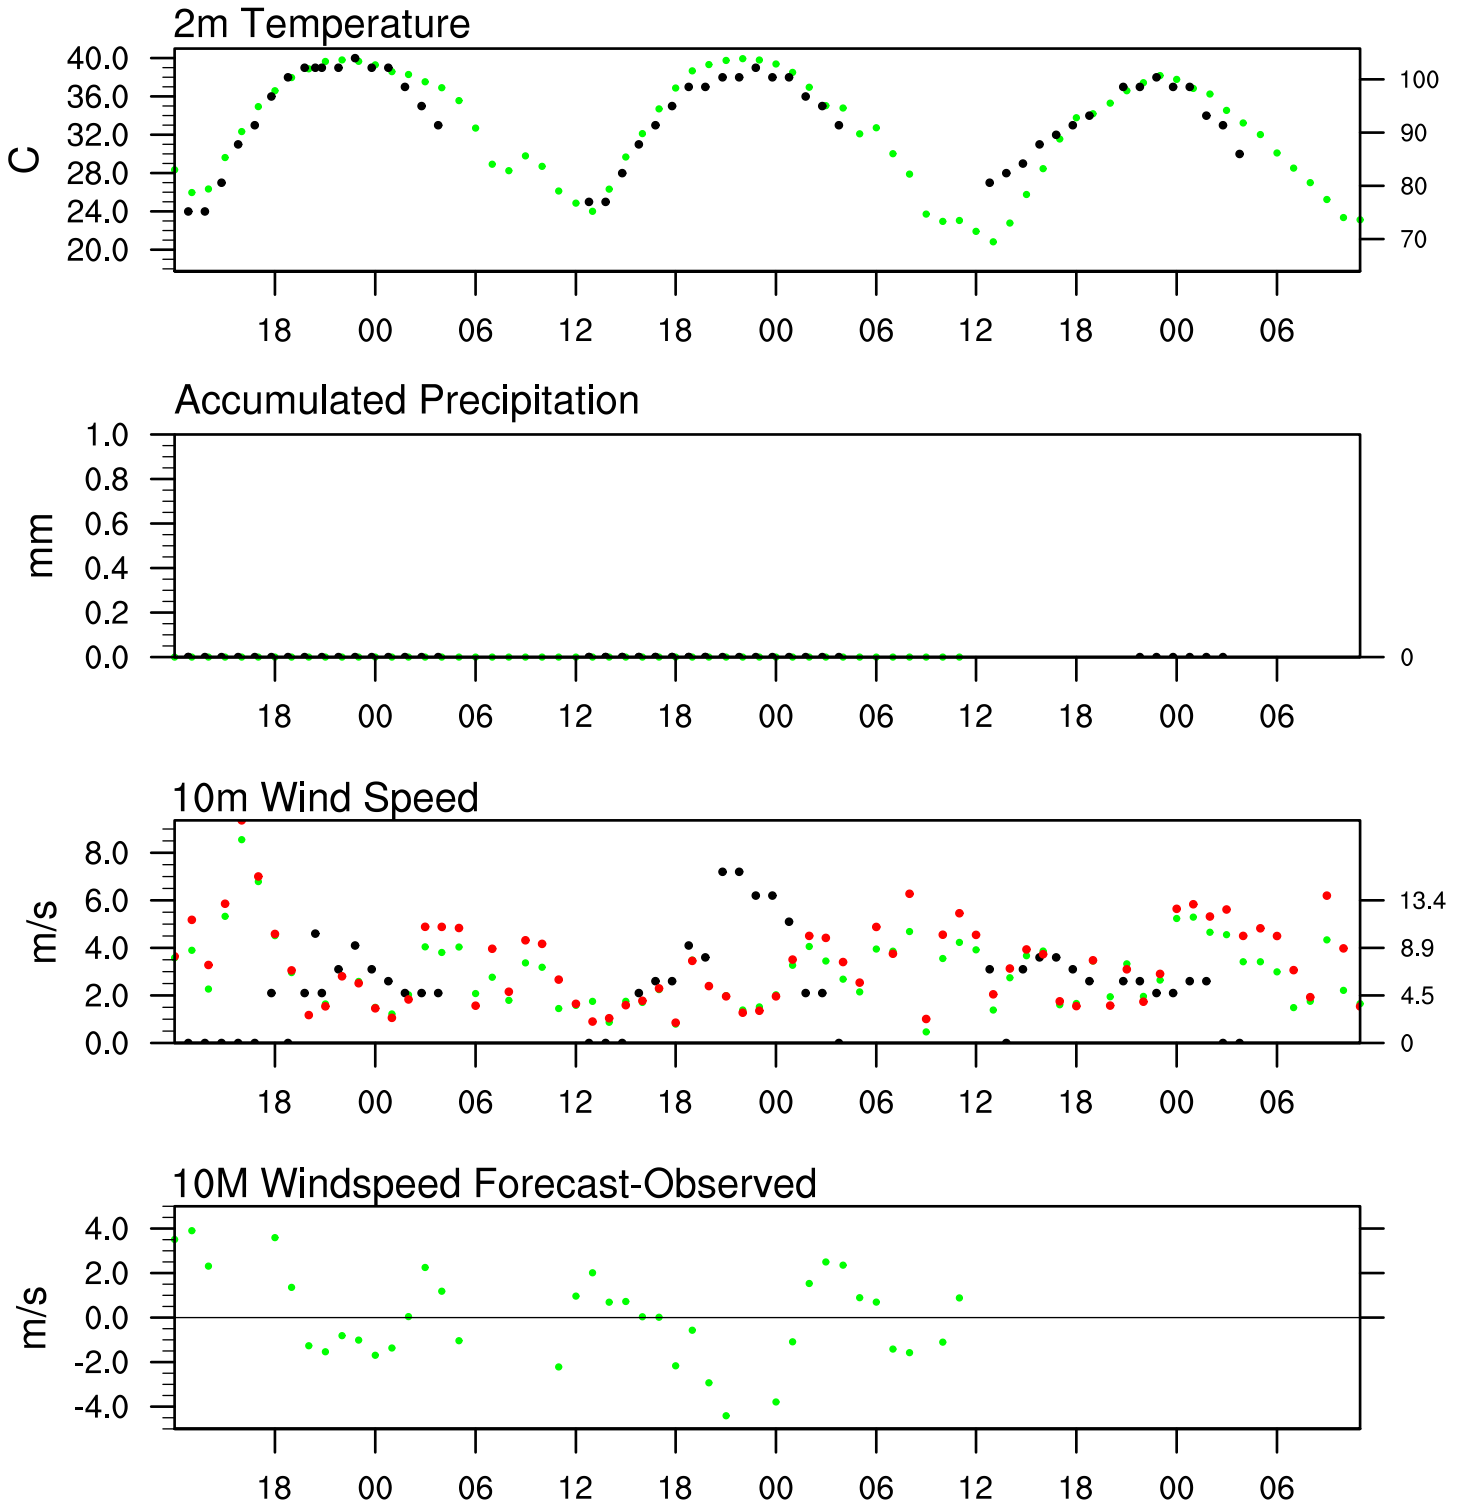 2m Temperature
40.0
36.0
32.0
28.0
24.0
20.0
C
100
90
80
70
18 00 06 12 18 00 06 12 18 00 06
Accumulated Precipitation
1.0
0.8
0.6
0.4
0.2
0.0
mm
0
18 00 06 12 18 00 06 12 18 00 06
10m Wind Speed
8.0
6.0
4.0
2.0
0.0
m/s
13.4
8.9
4.5
0
18 00 06 12 18 00 06 12 18 00 06
10M Windspeed Forecast-Observed
4.0
2.0
0.0
-2.0
-4.0
m/s
18 00 06 12 18 00 06 12 18 00 06